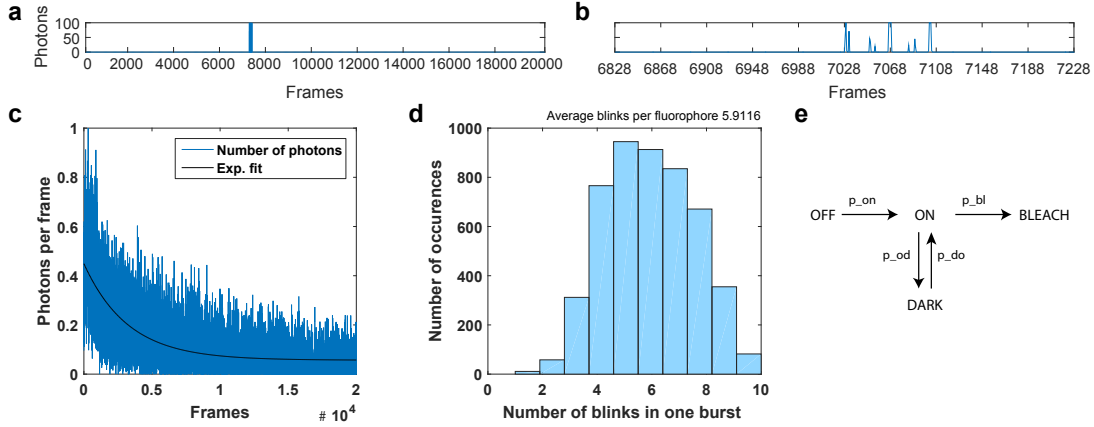 a
Photons
100
50
0
0 2000 4000 6000 8000 10000 12000 14000 16000 18000 20000
Frames
b
6828 6868 6908 6948 6988 7028 7068 7108 7148 7188 7228
Frames
c
Photons per frame
1
0.8
0.6
0.4
0.2
0
Number of photons
Exp. fit
0 0.5 1 1.5 2
Frames
# 10^4
d
Average blinks per fluorophore 5.9116
Number of occurences
1000
800
600
400
200
0
0 2 4 6 8 10
Number of blinks in one burst
e
p_on p_bl
OFF ON BLEACH
p_od p_do
DARK